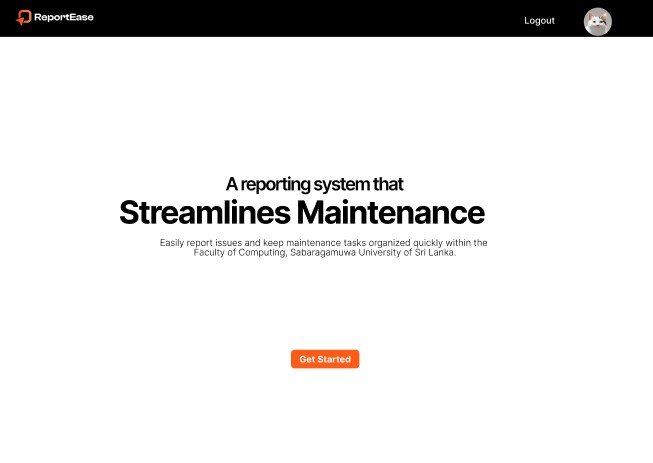 ReportEase
Logout
A reporting system that
Streamlines Maintenance
Easily report issues and keep maintenance tasks organized quickly within the
Faculty of Computing, Sabaragamuwa University of Sri Lanka.
Get Started